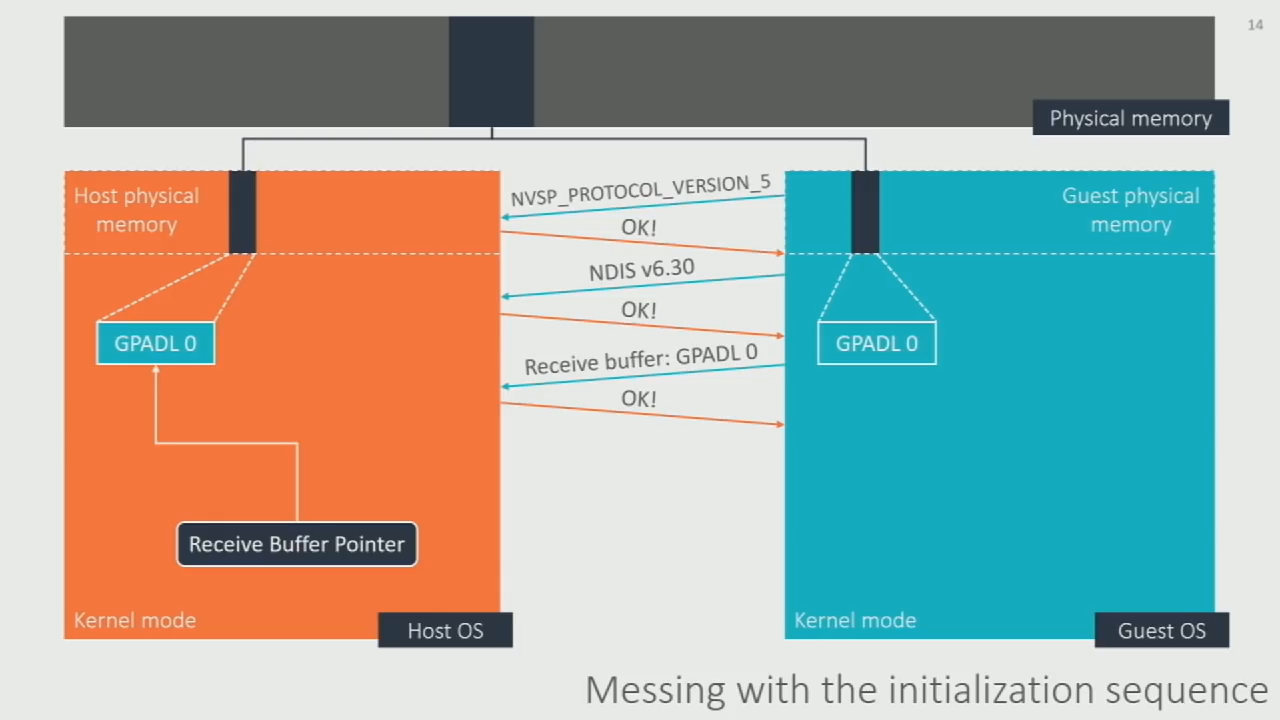 14
Physical memory
Host physical
memory
NVSP_PROTOCOL_VERSION_5
OK!
NDIS v6.30
OK!
Receive buffer: GPADL 0
OK!
Guest physical
memory
GPADL 0
GPADL 0
Receive Buffer Pointer
Kernel mode
Host OS
Kernel mode
Guest OS
Messing with the initialization sequence